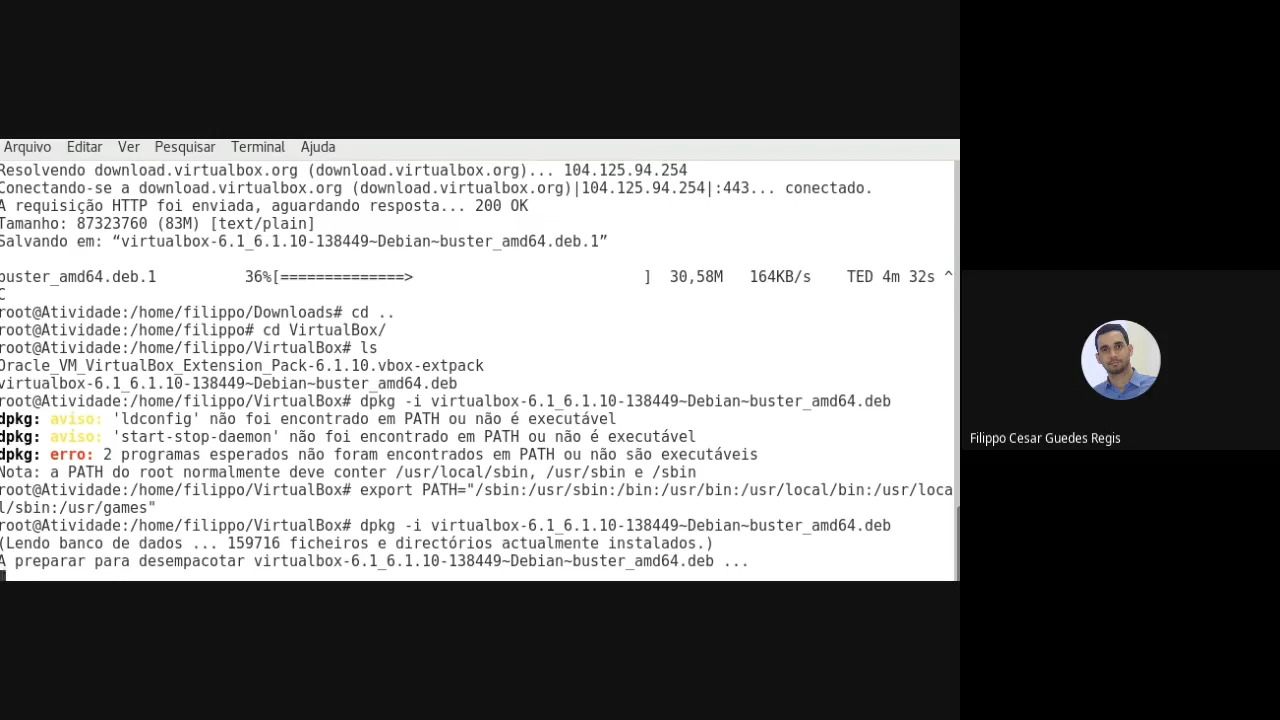 Arquivo Editar Ver Pesquisar Terminal Ajuda
Resolvendo download.virtualbox.org (download.virtualbox.org)... 104.125.94.254
Conectando-se a download.virtualbox.org (download.virtualbox.org)|104.125.94.254|:443... conectado.
A requisição HTTP foi enviada, aguardando resposta... 200 OK
Tamanho: 87323760 (83M) [text/plain]
Salvando em: “virtualbox-6.1_6.1.10-138449~Debian~buster_amd64.deb.1”
buster_amd64.deb.1 36%[==============> ] 30,58M 164KB/s TED 4m 32s ^
C
root@Atividade:/home/filippo/Downloads# cd ..
root@Atividade:/home/filippo# cd VirtualBox/
root@Atividade:/home/filippo/VirtualBox# ls
Oracle_VM_VirtualBox_Extension_Pack-6.1.10.vbox-extpack
virtualbox-6.1_6.1.10-138449~Debian~buster_amd64.deb
root@Atividade:/home/filippo/VirtualBox# dpkg -i virtualbox-6.1_6.1.10-138449~Debian~buster_amd64.deb
dpkg: aviso: 'ldconfig' não foi encontrado em PATH ou não é executável
dpkg: aviso: 'start-stop-daemon' não foi encontrado em PATH ou não é executável
dpkg: erro: 2 programas esperados não foram encontrados em PATH ou não são executáveis
Nota: a PATH do root normalmente deve conter /usr/local/sbin, /usr/sbin e /sbin
root@Atividade:/home/filippo/VirtualBox# export PATH="/sbin:/usr/sbin:/bin:/usr/bin:/usr/local/bin:/usr/loca
l/sbin:/usr/games"
root@Atividade:/home/filippo/VirtualBox# dpkg -i virtualbox-6.1_6.1.10-138449~Debian~buster_amd64.deb
(Lendo banco de dados ... 159716 ficheiros e directórios actualmente instalados.)
A preparar para desempacotar virtualbox-6.1_6.1.10-138449~Debian~buster_amd64.deb ...
Filippo Cesar Guedes Regis